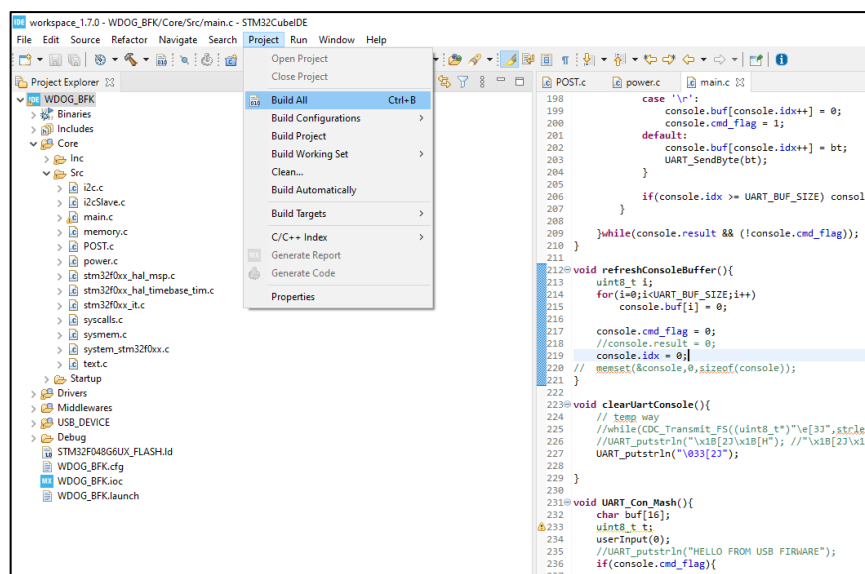 workspace_1.7.0 - WDOG_BFK/Core/Src/main.c - STM32CubeIDE
File Edit Source Refactor Navigate Search Project Run Window Help
Project Explorer
WDOG_BFK
Binaries
Includes
Core
Inc
Src
i2c.c
i2cSlave.c
main.c
memory.c
POST.c
power.c
stm32f0xx_hal_msp.c
stm32f0xx_hal_timebase_tim.c
stm32f0xx_it.c
syscalls.c
sysmem.c
system_stm32f0xx.c
text.c
Startup
Drivers
Middlewares
USB_DEVICE
Debug
STM32F048G6UX_FLASH.ld
WDOG_BFK.cfg
WDOG_BFK.ioc
WDOG_BFK.launch
Open Project
Close Project
Build All Ctrl+B
Build Configurations
Build Project
Build Working Set
Clean...
Build Automatically
Build Targets
C/C++ Index
Generate Report
Generate Code
Properties
POST.c power.c main.c
198 case '\r':
199 console.buf[console.idx++] = 0;
200 console.cmd_flag = 1;
201 default:
202 console.buf[console.idx++] = bt;
203 UART_SendByte(bt);
204 }
205
206 if(console.idx >= UART_BUF_SIZE) consol
207 }
208
209 }while(console.result && (!console.cmd_flag));
210 }
211
212 void refreshConsoleBuffer(){
213 uint8_t i;
214 for(i=0;i<UART_BUF_SIZE;i++)
215 console.buf[i] = 0;
216
217 console.cmd_flag = 0;
218 //console.result = 0;
219 console.idx = 0;
220 // memset(&console,0,sizeof(console));
221 }
222
223 void clearUartConsole(){
224 // temp way
225 //while(CDC_Transmit_FS((uint8_t*)"\e[3J",strle
226 //UART_putstrln("\x1B[2J\x1B[H"); //"\x1B[2J\x1
227 UART_putstrln("\033[2J");
228
229 }
230
231 void UART_Con_Mash(){
232 char buf[16];
233 uint8_t t;
234 userInput(0);
235 //UART_putstrln("HELLO FROM USB FIRWARE");
236 if(console.cmd_flag){